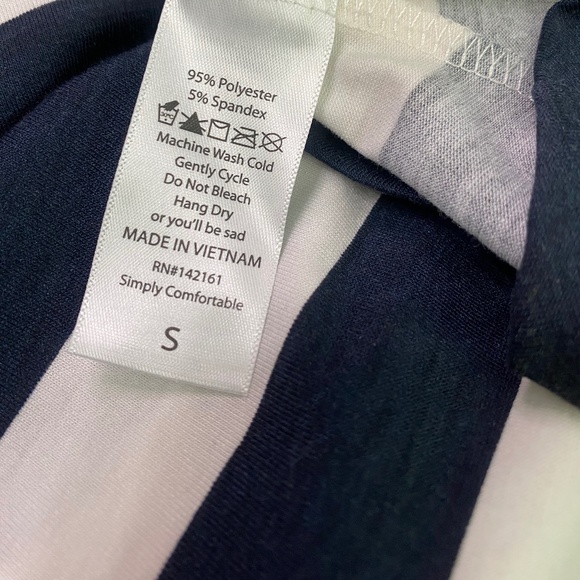 95% Polyester
5% Spandex
30°C
Machine Wash Cold
Gently Cycle
Do Not Bleach
Hang Dry
or you'll be sad
MADE IN VIETNAM
RN#142161
Simply Comfortable
S